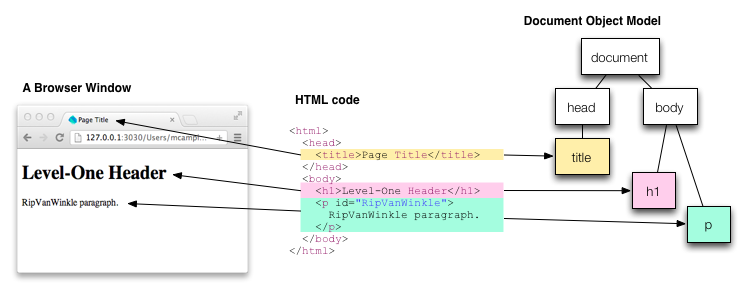 Document Object Model
document
A Browser Window
HTML code
head
body
Page Title
127.0.0.1:3030/Users/mcampi...
<html>
<head>
<title>Page Title</title>
title
</head>
<body>
Level-One Header
<h1>Level-One Header</h1>
h1
RipVanWinkle paragraph.
<p id="RipVanWinkle">
RipVanWinkle paragraph.
p
</p>
</body>
</html>